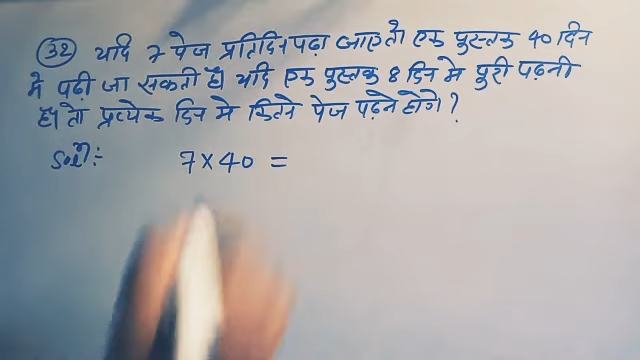 32 यदि 7 पेज प्रतिदिन पढ़ा जाए तो एक पुस्तक 40 दिन
मे पढ़ी जा सकती है। यदि एक पुस्तक 8 दिन मे पुरी पढ़नी
है। तो प्रत्येक दिन मे कितने पेज पढ़ने होंगे ?
Solⁿ:- 7 × 40 =